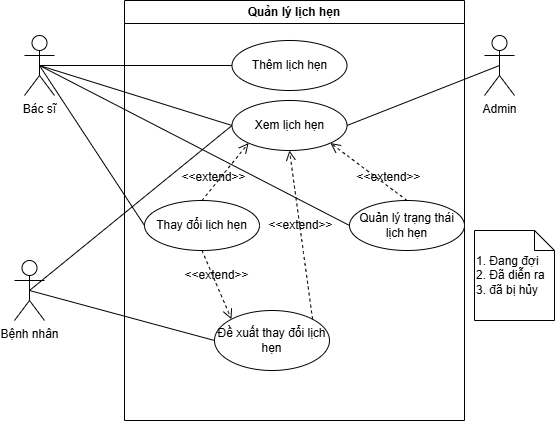 Quản lý lịch hẹn
Thêm lịch hẹn
Bác sĩ
Admin
Xem lịch hẹn
<<extend>>
<<extend>>
Thay đổi lịch hẹn
Quản lý trạng thái
lịch hẹn
<<extend>>
<<extend>>
1. Đang đợi
2. Đã diễn ra
3. đã bị hủy
Bệnh nhân
Đề xuất thay đổi lịch
hẹn